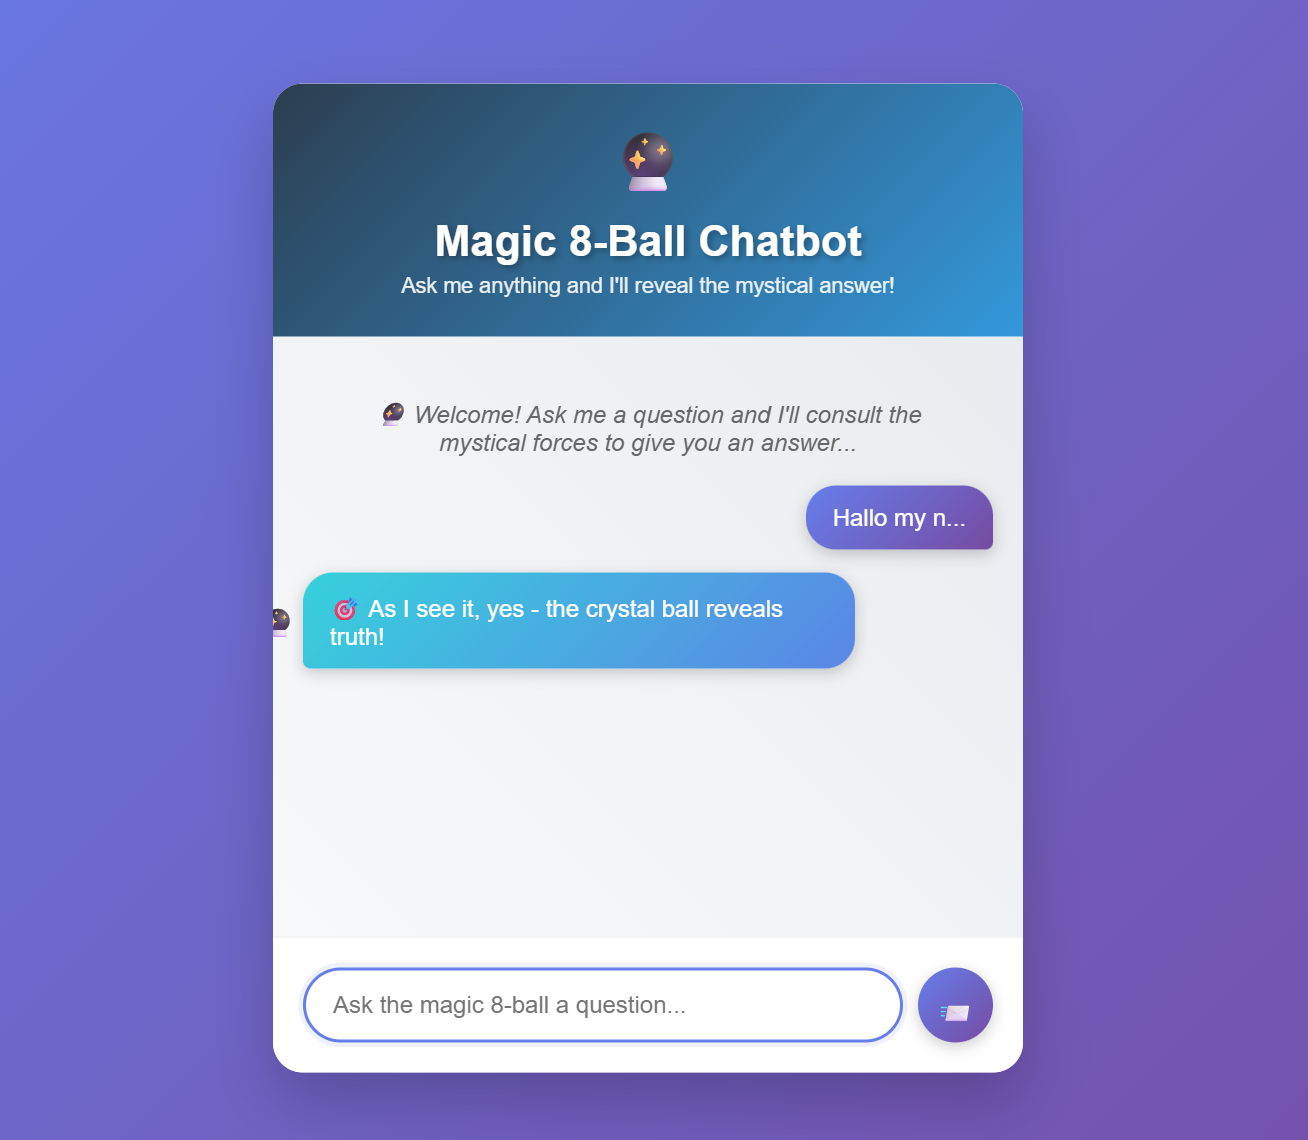 Magic 8-Ball Chatbot
Ask me anything and I'll reveal the mystical answer!
Welcome! Ask me a question and I'll consult the
mystical forces to give you an answer...
Hallo my n...
As I see it, yes - the crystal ball reveals
truth!
Ask the magic 8-ball a question...